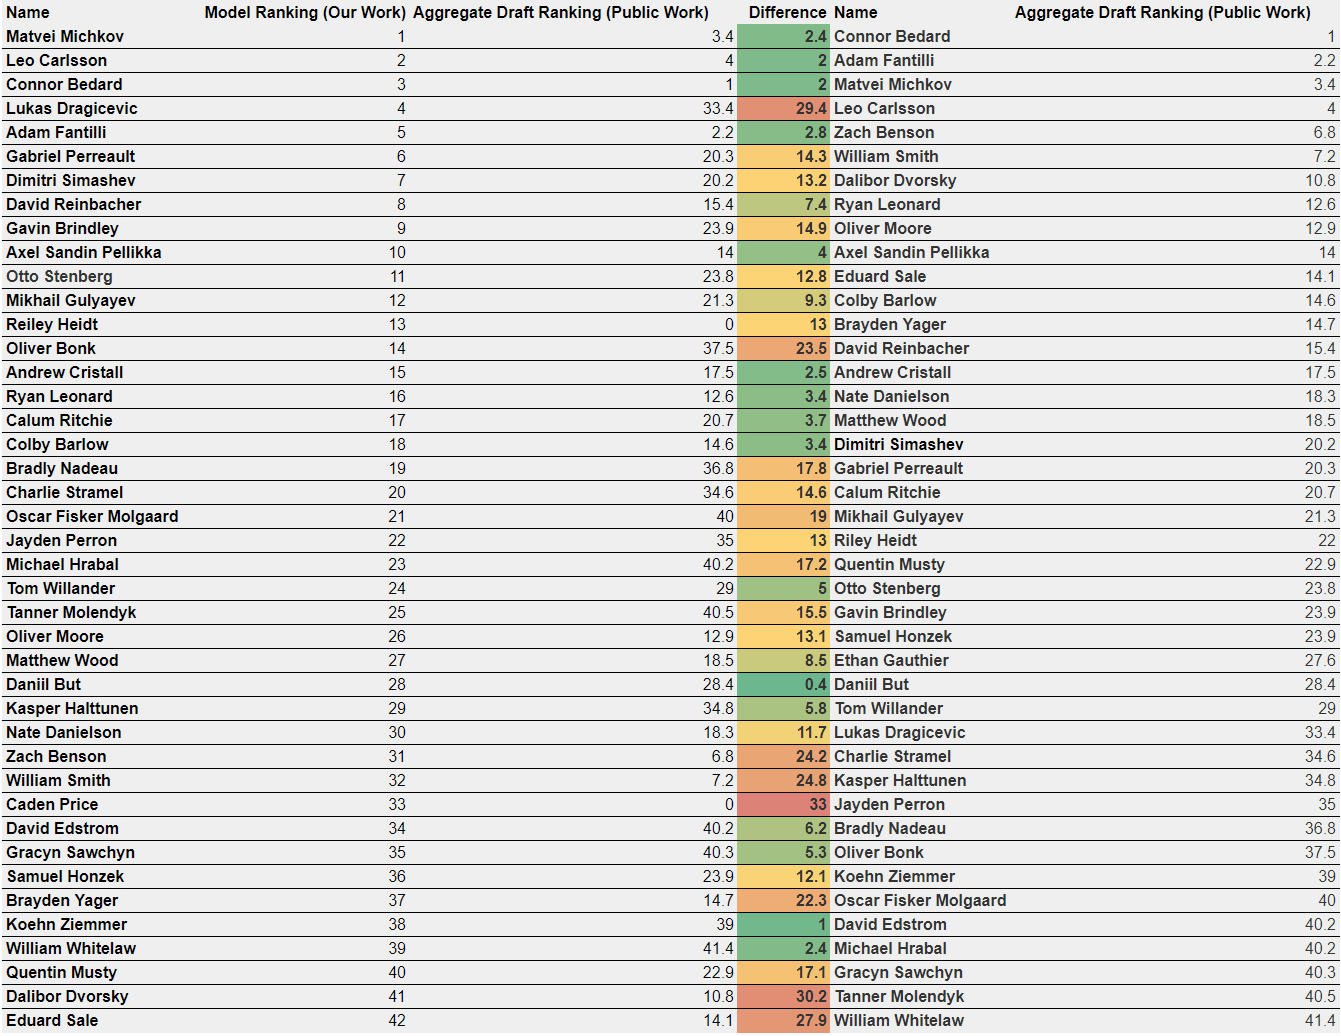 Name Model Ranking (Our Work) Aggregate Draft Ranking (Public Work) Difference Name Aggregate Draft Ranking (Public Work)
Matvei Michkov 1 3.4 2.4 Connor Bedard 1
Leo Carlsson 2 4 2 Adam Fantilli 2.2
Connor Bedard 3 1 2 Matvei Michkov 3.4
Lukas Dragicevic 4 33.4 29.4 Leo Carlsson 4
Adam Fantilli 5 2.2 2.8 Zach Benson 6.8
Gabriel Perreault 6 20.3 14.3 William Smith 7.2
Dimitri Simashev 7 20.2 13.2 Dalibor Dvorsky 10.8
David Reinbacher 8 15.4 7.4 Ryan Leonard 12.6
Gavin Brindley 9 23.9 14.9 Oliver Moore 12.9
Axel Sandin Pellikka 10 14 4 Axel Sandin Pellikka 14
Otto Stenberg 11 23.8 12.8 Eduard Sale 14.1
Mikhail Gulyayev 12 21.3 9.3 Colby Barlow 14.6
Reiley Heidt 13 0 13 Brayden Yager 14.7
Oliver Bonk 14 37.5 23.5 David Reinbacher 15.4
Andrew Cristall 15 17.5 2.5 Andrew Cristall 17.5
Ryan Leonard 16 12.6 3.4 Nate Danielson 18.3
Calum Ritchie 17 20.7 3.7 Matthew Wood 18.5
Colby Barlow 18 14.6 3.4 Dimitri Simashev 20.2
Bradly Nadeau 19 36.8 17.8 Gabriel Perreault 20.3
Charlie Stramel 20 34.6 14.6 Calum Ritchie 20.7
Oscar Fisker Molgaard 21 40 19 Mikhail Gulyayev 21.3
Jayden Perron 22 35 13 Riley Heidt 22
Michael Hrabal 23 40.2 17.2 Quentin Musty 22.9
Tom Willander 24 29 5 Otto Stenberg 23.8
Tanner Molendyk 25 40.5 15.5 Gavin Brindley 23.9
Oliver Moore 26 12.9 13.1 Samuel Honzek 23.9
Matthew Wood 27 18.5 8.5 Ethan Gauthier 27.6
Daniil But 28 28.4 0.4 Daniil But 28.4
Kasper Halttunen 29 34.8 5.8 Tom Willander 29
Nate Danielson 30 18.3 11.7 Lukas Dragicevic 33.4
Zach Benson 31 6.8 24.2 Charlie Stramel 34.6
William Smith 32 7.2 24.8 Kasper Halttunen 34.8
Caden Price 33 0 33 Jayden Perron 35
David Edstrom 34 40.2 6.2 Bradly Nadeau 36.8
Gracyn Sawchyn 35 40.3 5.3 Oliver Bonk 37.5
Samuel Honzek 36 23.9 12.1 Koehn Ziemmer 39
Brayden Yager 37 14.7 22.3 Oscar Fisker Molgaard 40
Koehn Ziemmer 38 39 1 David Edstrom 40.2
William Whitelaw 39 41.4 2.4 Michael Hrabal 40.2
Quentin Musty 40 22.9 17.1 Gracyn Sawchyn 40.3
Dalibor Dvorsky 41 10.8 30.2 Tanner Molendyk 40.5
Eduard Sale 42 14.1 27.9 William Whitelaw 41.4